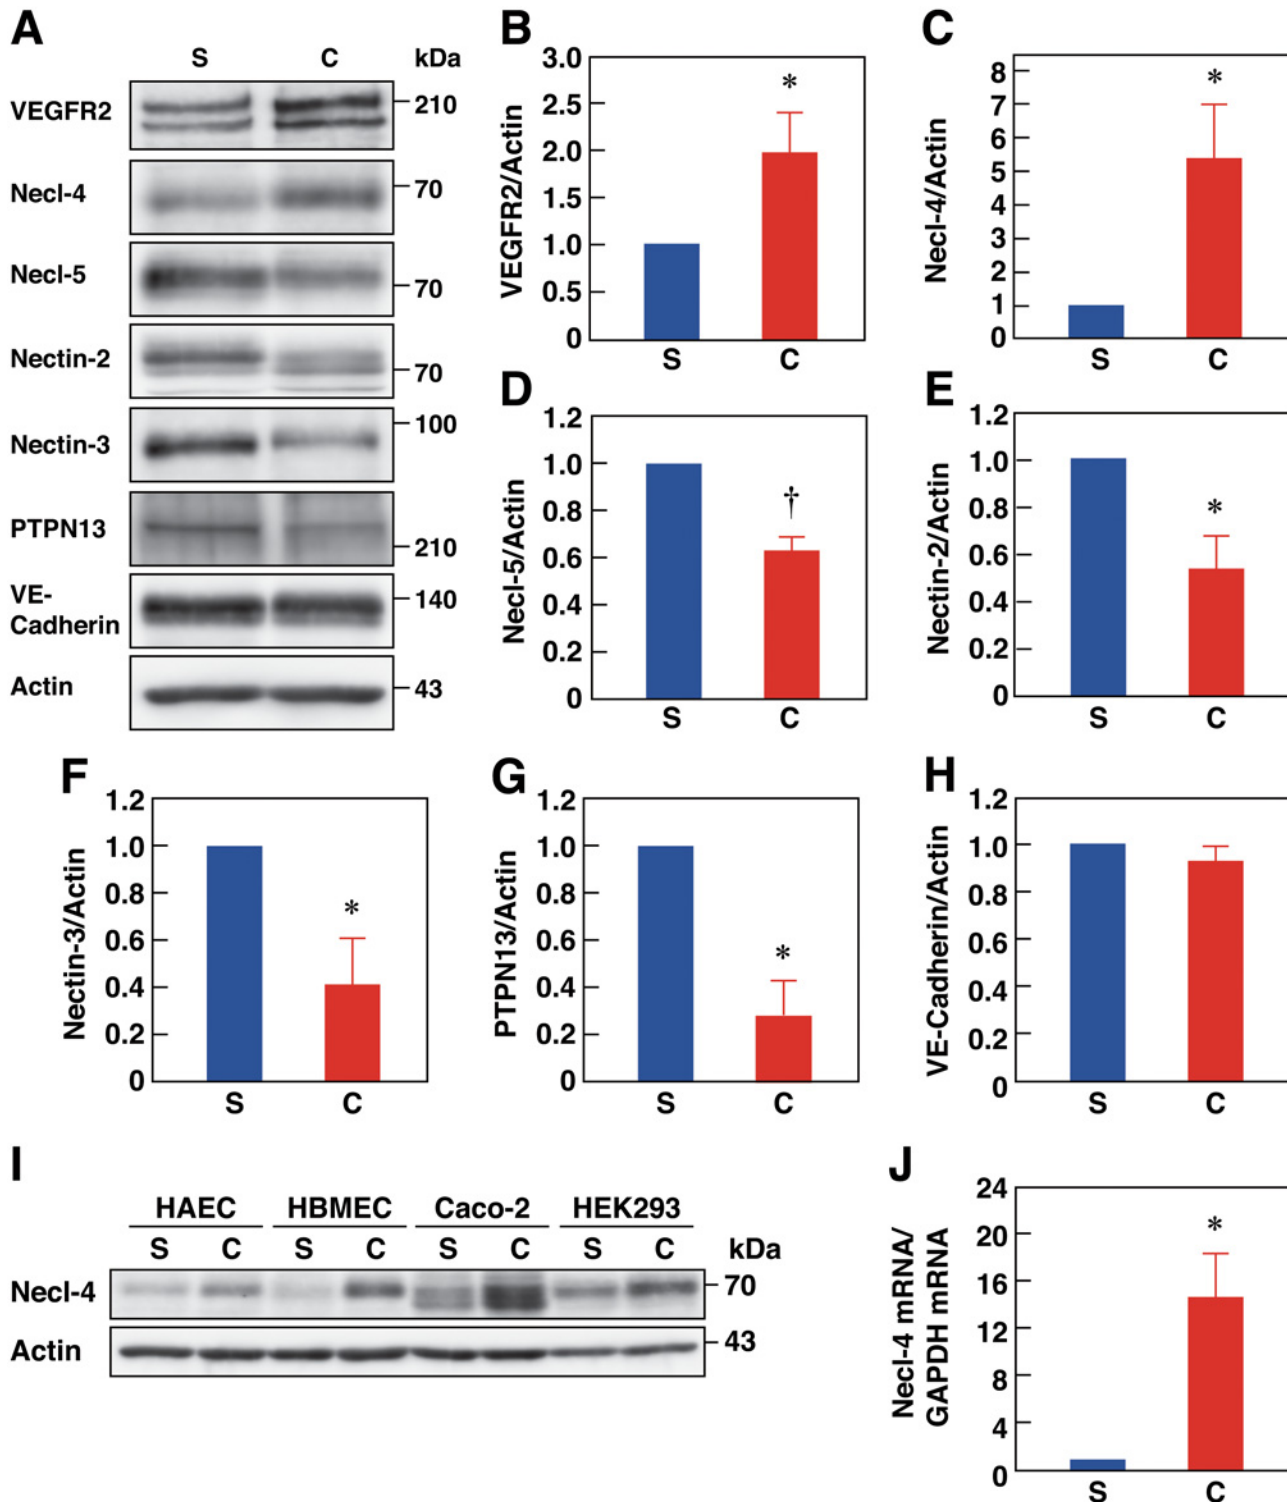 A
S C kDa
VEGFR2 210
Necl-4 70
Necl-5 70
Nectin-2 70
Nectin-3 100
PTPN13 210
VE-
Cadherin 140
Actin 43
B
VEGFR2/Actin
3.0
2.5
2.0
1.5
1.0
0.5
0
*
S C
C
Necl-4/Actin
8
7
6
5
4
3
2
1
0
*
S C
D
Necl-5/Actin
1.2
1.0
0.8
0.6
0.4
0.2
0
†
S C
E
Nectin-2/Actin
1.2
1.0
0.8
0.6
0.4
0.2
0
*
S C
F
Nectin-3/Actin
1.2
1.0
0.8
0.6
0.4
0.2
0
*
S C
G
PTPN13/Actin
1.2
1.0
0.8
0.6
0.4
0.2
0
*
S C
H
VE-Cadherin/Actin
1.2
1.0
0.8
0.6
0.4
0.2
0
S C
I
HAEC HBMEC Caco-2 HEK293
S C S C S C S C kDa
Necl-4 70
Actin 43
J
Necl-4 mRNA/
GAPDH mRNA
24
20
16
12
8
4
0
*
S C